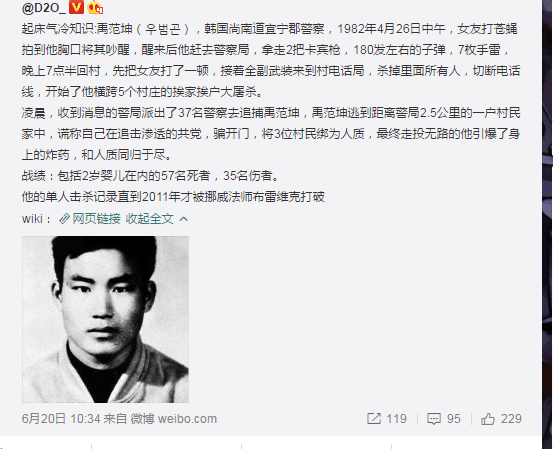 @D2O_
起床气冷知识:禹范坤（우범곤），韩国尚南道宜宁郡警察，1982年4月26日中午，女友打苍蝇
拍到他胸口将其吵醒，醒来后他赶去警察局，拿走2把卡宾枪，180发左右的子弹，7枚手雷，
晚上7点半回村，先把女友打了一顿，接着全副武装来到村电话局，杀掉里面所有人，切断电话
线，开始了他横跨5个村庄的挨家挨户大屠杀。
凌晨，收到消息的警局派出了37名警察去追捕禹范坤，禹范坤逃到距离警局2.5公里的一户村民
家中，谎称自己在追击渗透的共党，骗开门，将3位村民绑为人质，最终走投无路的他引爆了身
上的炸药，和人质同归于尽。
战绩：包括2岁婴儿在内的57名死者，35名伤者。
他的单人击杀记录直到2011年才被挪威法师布雷维克打破
wiki： 网页链接 收起全文
6月20日 10:34 来自 微博 weibo.com 119 95 229